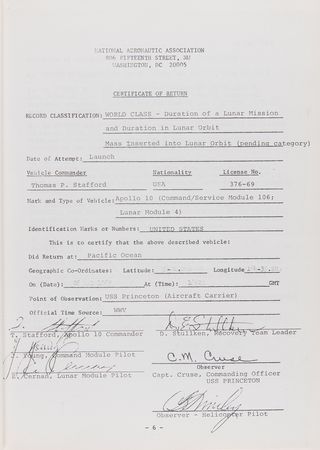 NATIONAL AERONAUTIC ASSOCIATION
806 FIFTEENTH STREET, NW
WASHINGTON, DC 20005
CERTIFICATE OF RETURN
RECORD CLASSIFICATION: WORLD CLASS - Duration of a Lunar Mission
and Duration in Lunar Orbit
Mass Inserted into Lunar Orbit (pending category)
Date of Attempt: Launch
Vehicle Commander Nationality License No.
Thomas P. Stafford USA 376-69
Mark and Type of Vehicle: Apollo 10 (Command/Service Module 106;
Lunar Module 4)
Identification Marks or Numbers: UNITED STATES
This is to certify that the above described vehicle:
Did Return at: Pacific Ocean
Geographic Co-Ordinates: Latitude: Longitude
On (Date): At (Time): GMT
Point of Observation: USS Princeton (Aircraft Carrier)
Official Time Source: WWV
T. Stafford, Apollo 10 Commander
D. Stullken, Recovery Team Leader
J. Young, Command Module Pilot
C.M. Cruse
Observer
E. Cernan, Lunar Module Pilot
Capt. Cruse, Commanding Officer
USS PRINCETON
Observer - Helicopter Pilot
- 6 -